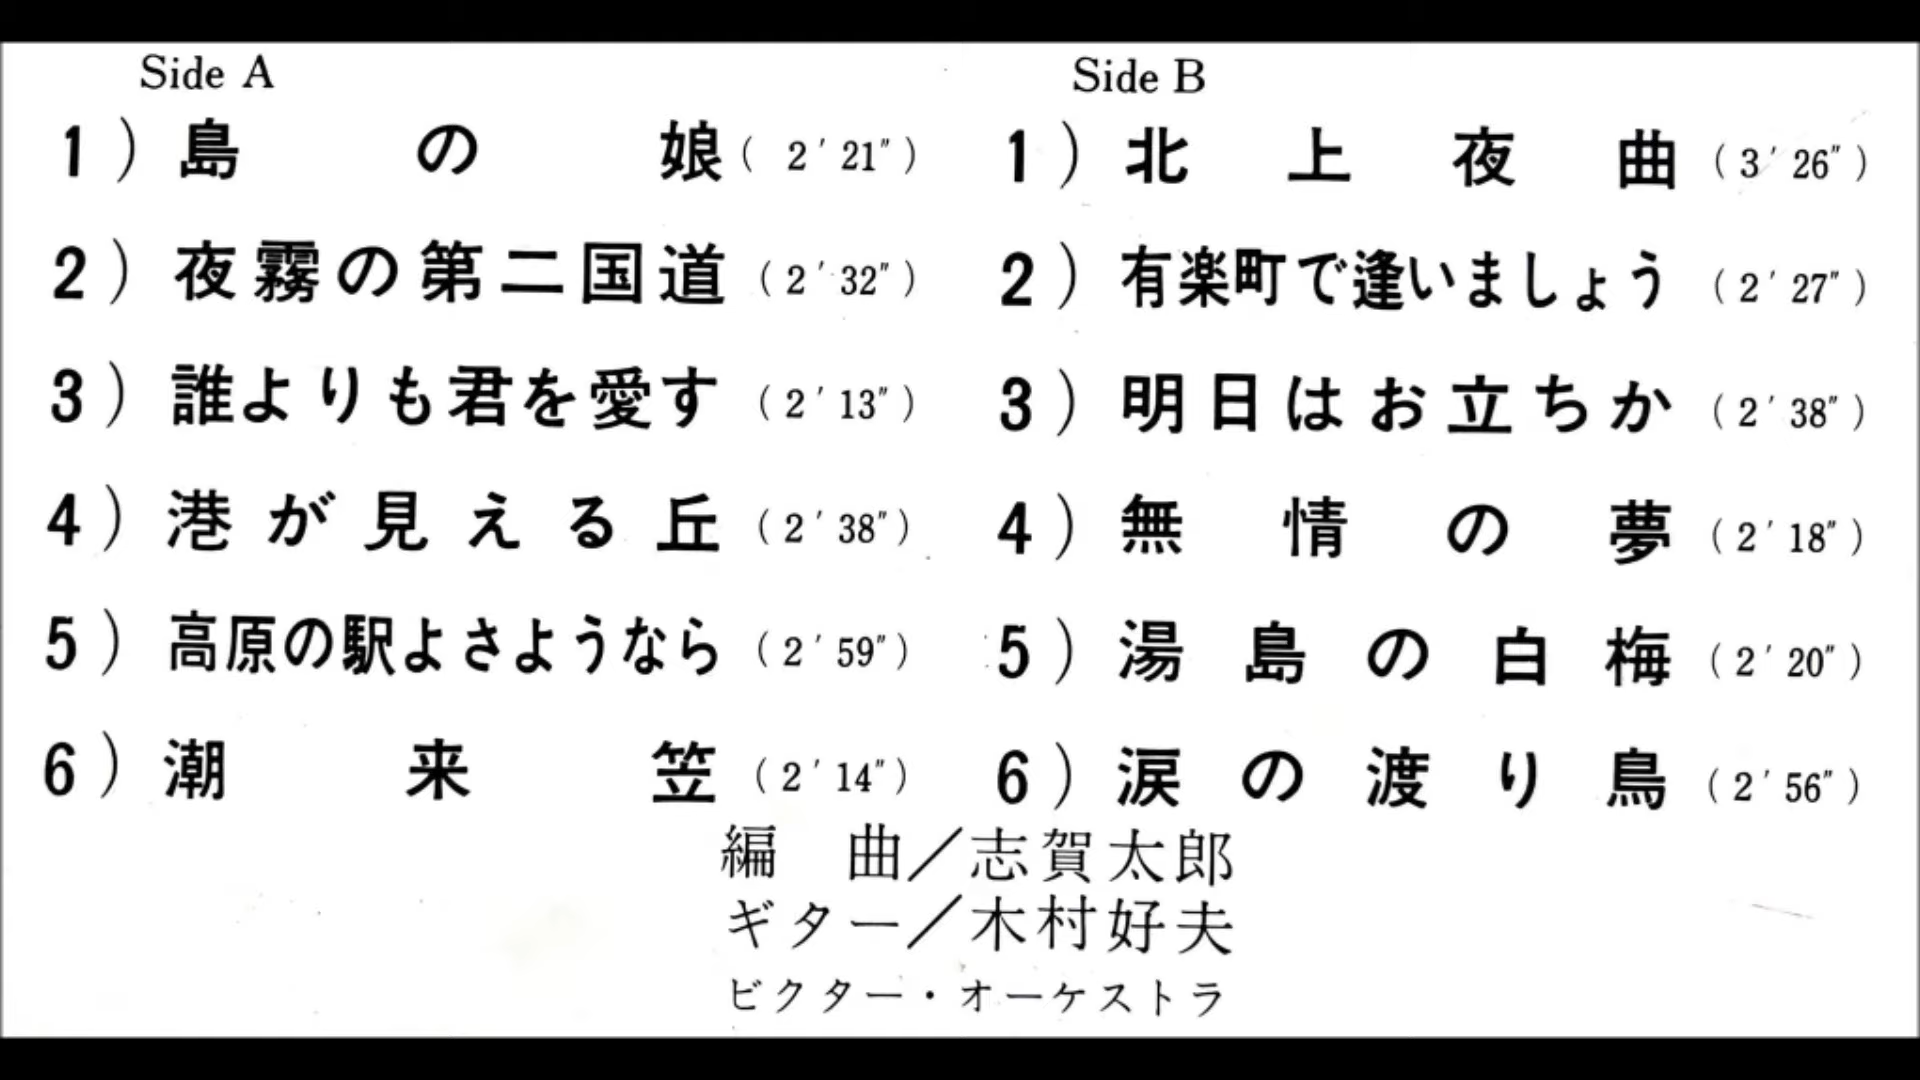 Side A
1）島の娘（2′21″）
2）夜霧の第二国道（2′32″）
3）誰よりも君を愛す（2′13″）
4）港が見える丘（2′38″）
5）高原の駅よさようなら（2′59″）
6）潮来笠（2′14″）
Side B
1）北上夜曲（3′26″）
2）有楽町で逢いましょう（2′27″）
3）明日はお立ちか（2′38″）
4）無情の夢（2′18″）
5）湯島の白梅（2′20″）
6）涙の渡り鳥（2′56″）
編曲／志賀太郎
ギター／木村好夫
ビクター・オーケストラ